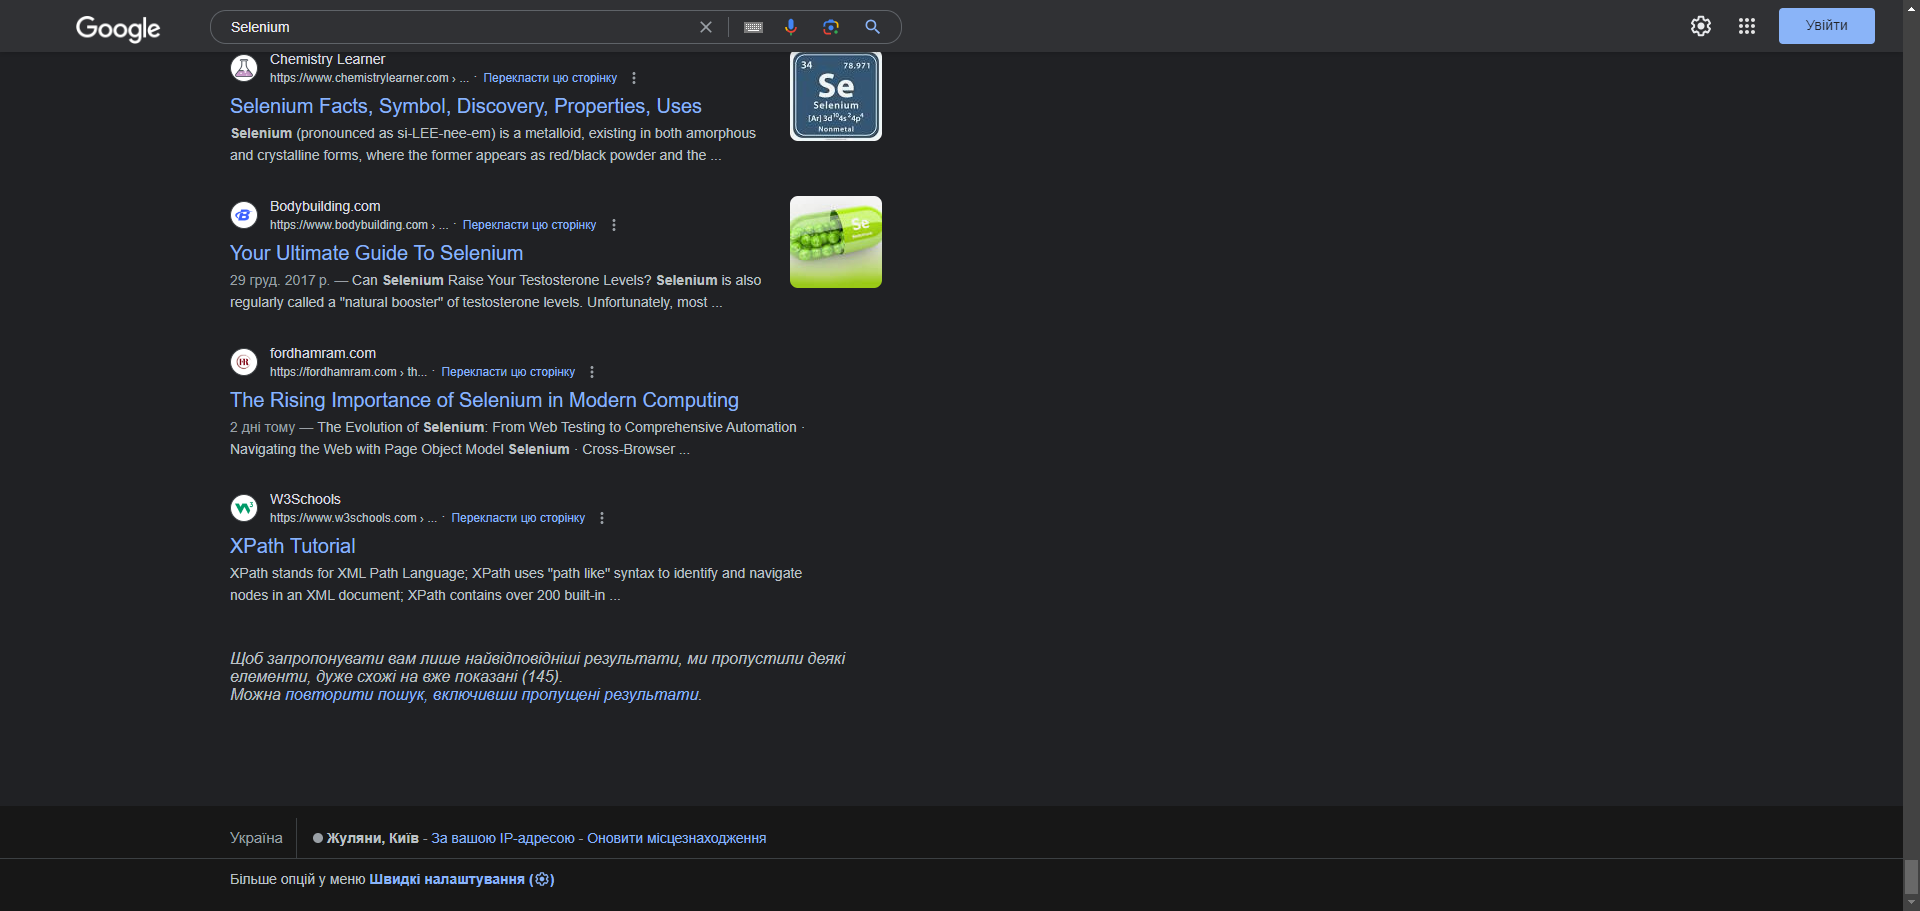 Google
Selenium
Увійти
Chemistry Learner
https://www.chemistrylearner.com › ... · Перекласти цю сторінку
Selenium Facts, Symbol, Discovery, Properties, Uses
Selenium (pronounced as si-LEE-nee-em) is a metalloid, existing in both amorphous
and crystalline forms, where the former appears as red/black powder and the ...
34 78.971
Se
Selenium
[Ar] 3d¹⁰4s²4p⁴
Nonmetal
Bodybuilding.com
https://www.bodybuilding.com › ... · Перекласти цю сторінку
Your Ultimate Guide To Selenium
29 груд. 2017 р. — Can Selenium Raise Your Testosterone Levels? Selenium is also
regularly called a "natural booster" of testosterone levels. Unfortunately, most ...
Se
fordhamram.com
https://fordhamram.com › th... · Перекласти цю сторінку
The Rising Importance of Selenium in Modern Computing
2 дні тому — The Evolution of Selenium: From Web Testing to Comprehensive Automation ·
Navigating the Web with Page Object Model Selenium · Cross-Browser ...
W3Schools
https://www.w3schools.com › ... · Перекласти цю сторінку
XPath Tutorial
XPath stands for XML Path Language; XPath uses "path like" syntax to identify and navigate
nodes in an XML document; XPath contains over 200 built-in ...
Щоб запропонувати вам лише найвідповідніші результати, ми пропустили деякі
елементи, дуже схожі на вже показані (145).
Можна повторити пошук, включивши пропущені результати.
Україна
Жуляни, Київ - За вашою IP-адресою - Оновити місцезнаходження
Більше опцій у меню Швидкі налаштування ( )